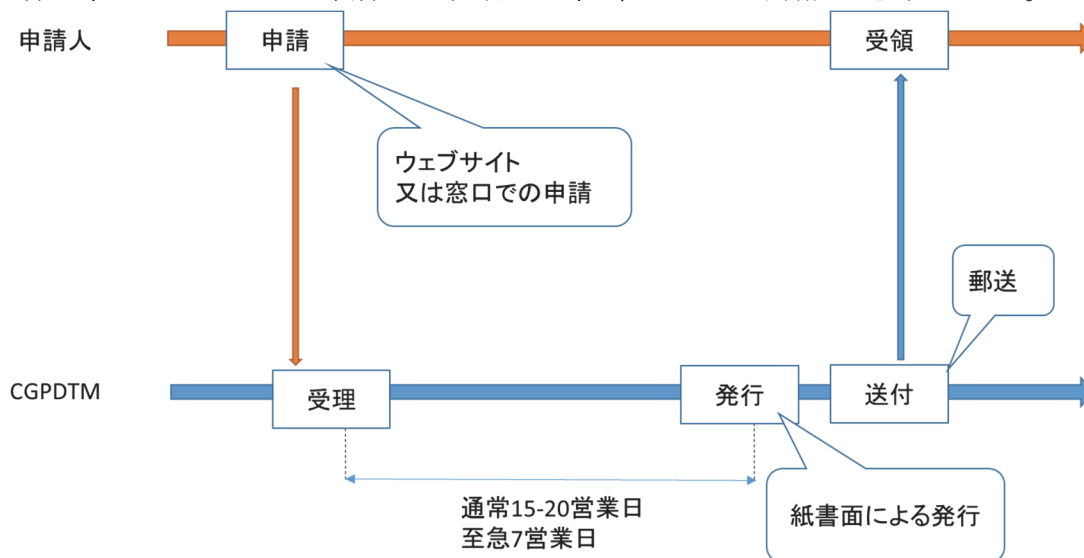 申請人
申請
受領
ウェブサイト
又は窓口での申請
郵送
CGPDTM
受理
発行
送付
通常15-20営業日
至急7営業日
紙書面による発行